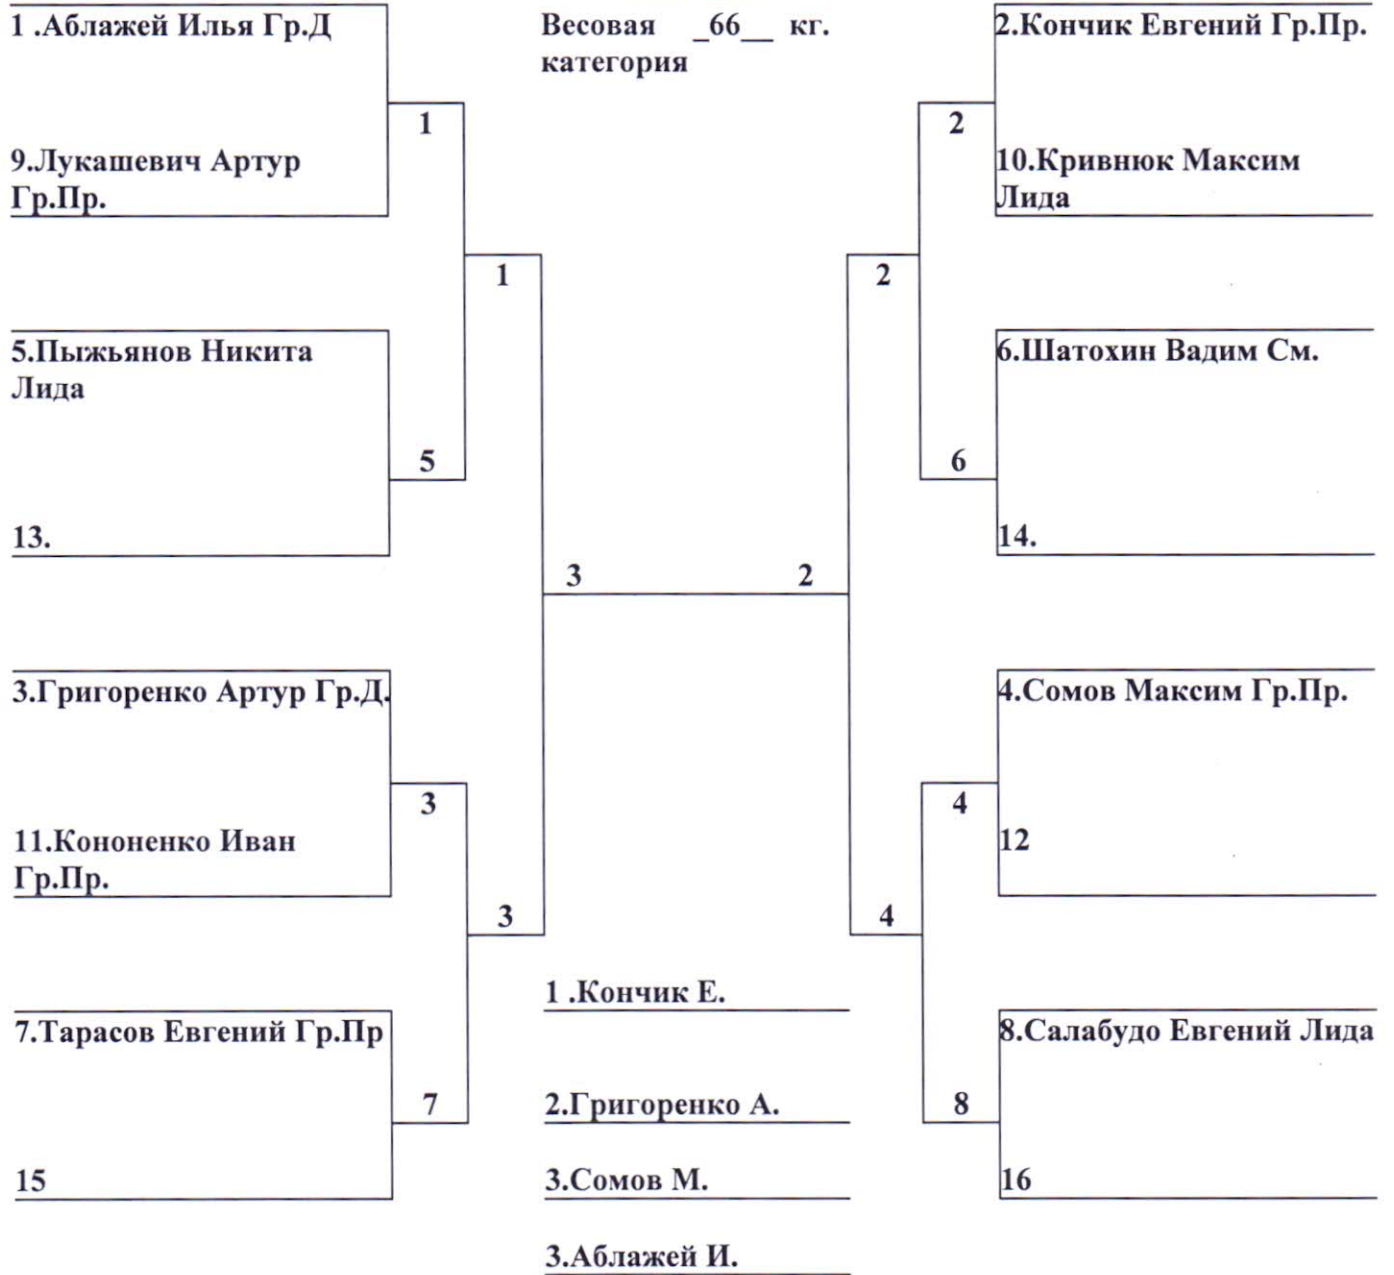 1 .Аблажей Илья Гр.Д
9.Лукашевич Артур
Гр.Пр.
1
5.Пыжьянов Никита
Лида
13.
5
1
3.Григоренко Артур Гр.Д.
11.Кононенко Иван
Гр.Пр.
3
7.Тарасов Евгений Гр.Пр
15
7
3
3
Весовая _66__ кг.
категория
2
2.Кончик Евгений Гр.Пр.
10.Кривнюк Максим
Лида
2
6.Шатохин Вадим См.
14.
6
2
4.Сомов Максим Гр.Пр.
12
4
8.Салабудо Евгений Лида
16
8
4
1 .Кончик Е.
2.Григоренко А.
3.Сомов М.
3.Аблажей И.